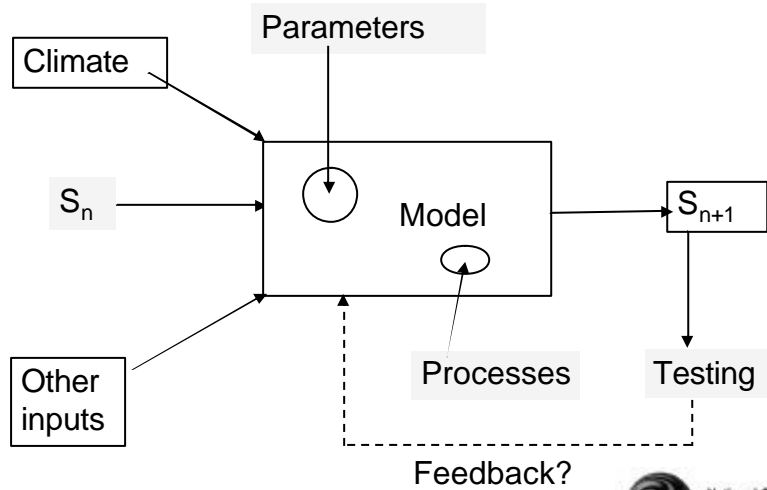 Parameters
Climate
Sₙ
Model
Sₙ₊₁
Other
inputs
Processes
Testing
Feedback?